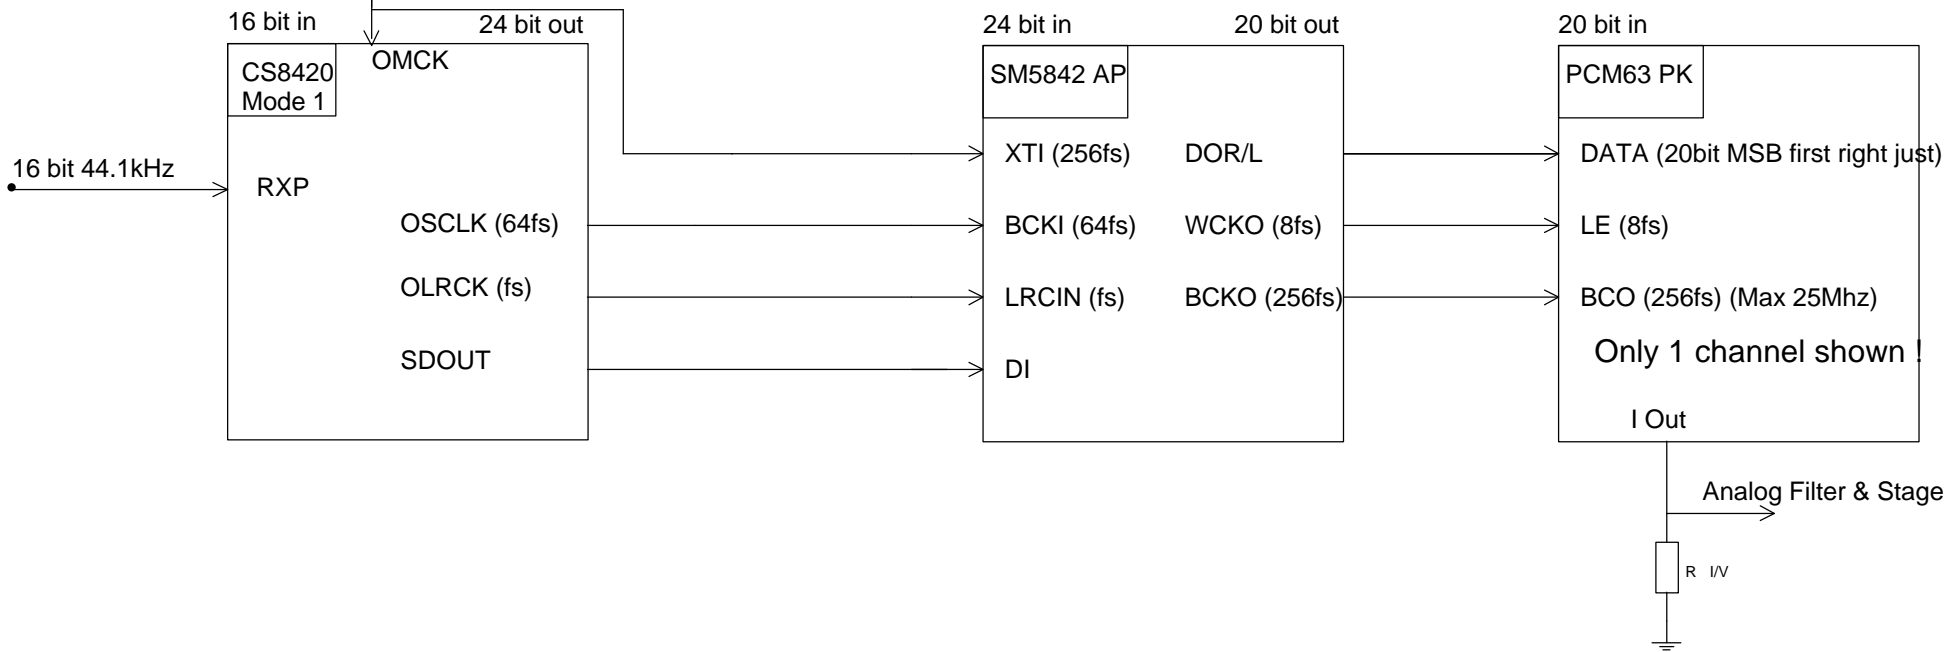 16 bit in
24 bit out
24 bit in
20 bit out
20 bit in
CS8420
Mode 1
OMCK
SM5842 AP
PCM63 PK
16 bit 44.1kHz
RXP
XTI (256fs)
DOR/L
DATA (20bit MSB first right just)
OSCLK (64fs)
BCKI (64fs)
WCKO (8fs)
LE (8fs)
OLRCK (fs)
LRCIN (fs)
BCKO (256fs)
BCO (256fs) (Max 25Mhz)
SDOUT
DI
Only 1 channel shown !
I Out
Analog Filter & Stage
R I/V